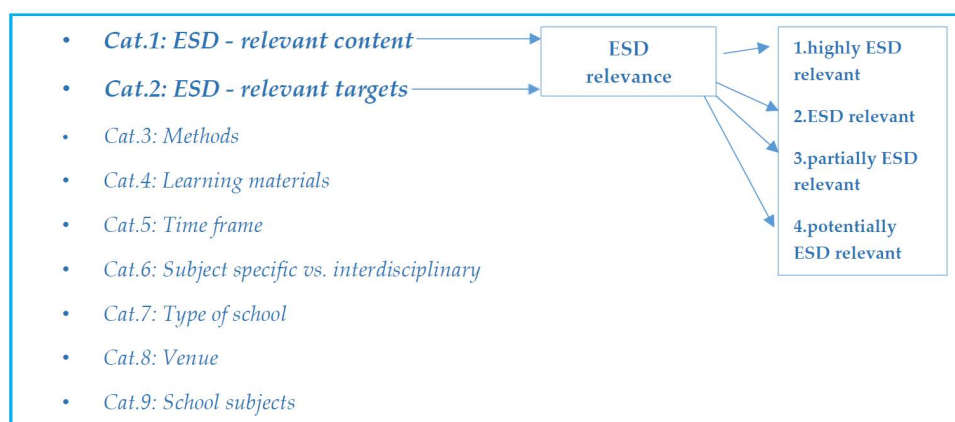 • Cat.1: ESD - relevant content
• Cat.2: ESD - relevant targets
• Cat.3: Methods
• Cat.4: Learning materials
• Cat.5: Time frame
• Cat.6: Subject specific vs. interdisciplinary
• Cat.7: Type of school
• Cat.8: Venue
• Cat.9: School subjects
ESD
relevance
1.highly ESD
relevant
2.ESD relevant
3.partially ESD
relevant
4.potentially
ESD relevant